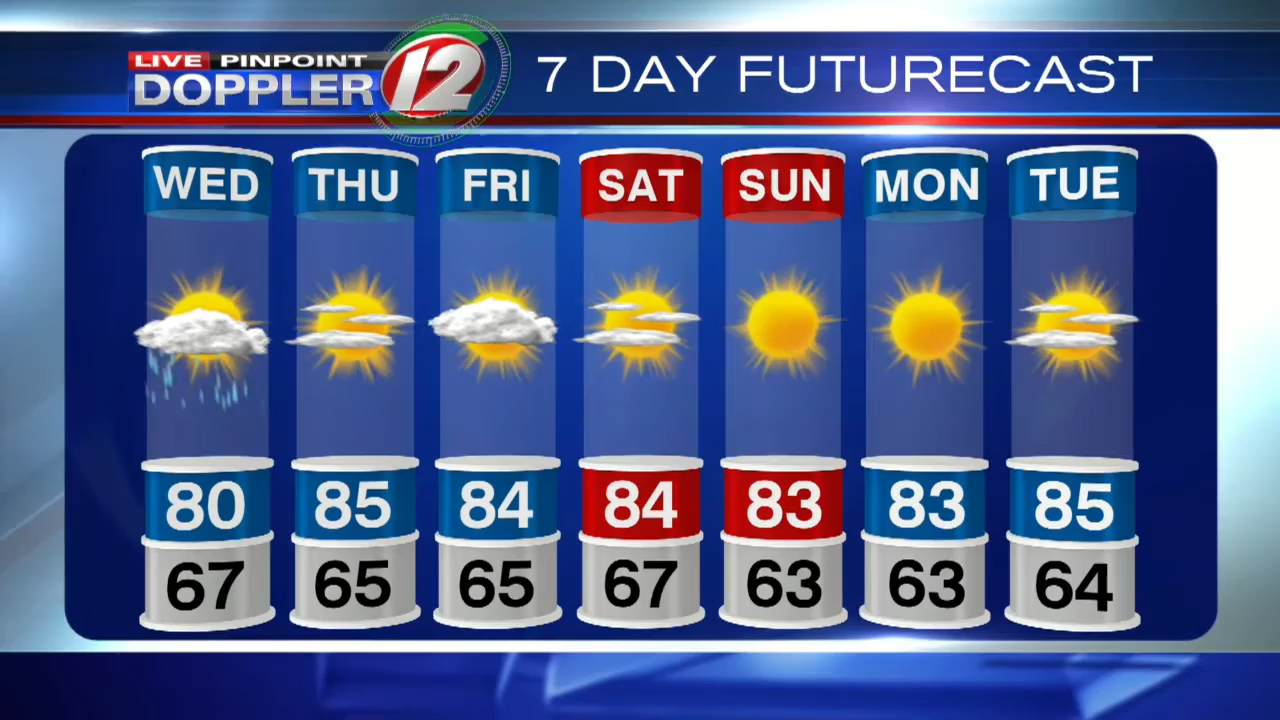 LIVE PINPOINT
DOPPLER 12
7 DAY FUTURECAST
WED THU FRI SAT SUN MON TUE
80 85 84 84 83 83 85
67 65 65 67 63 63 64